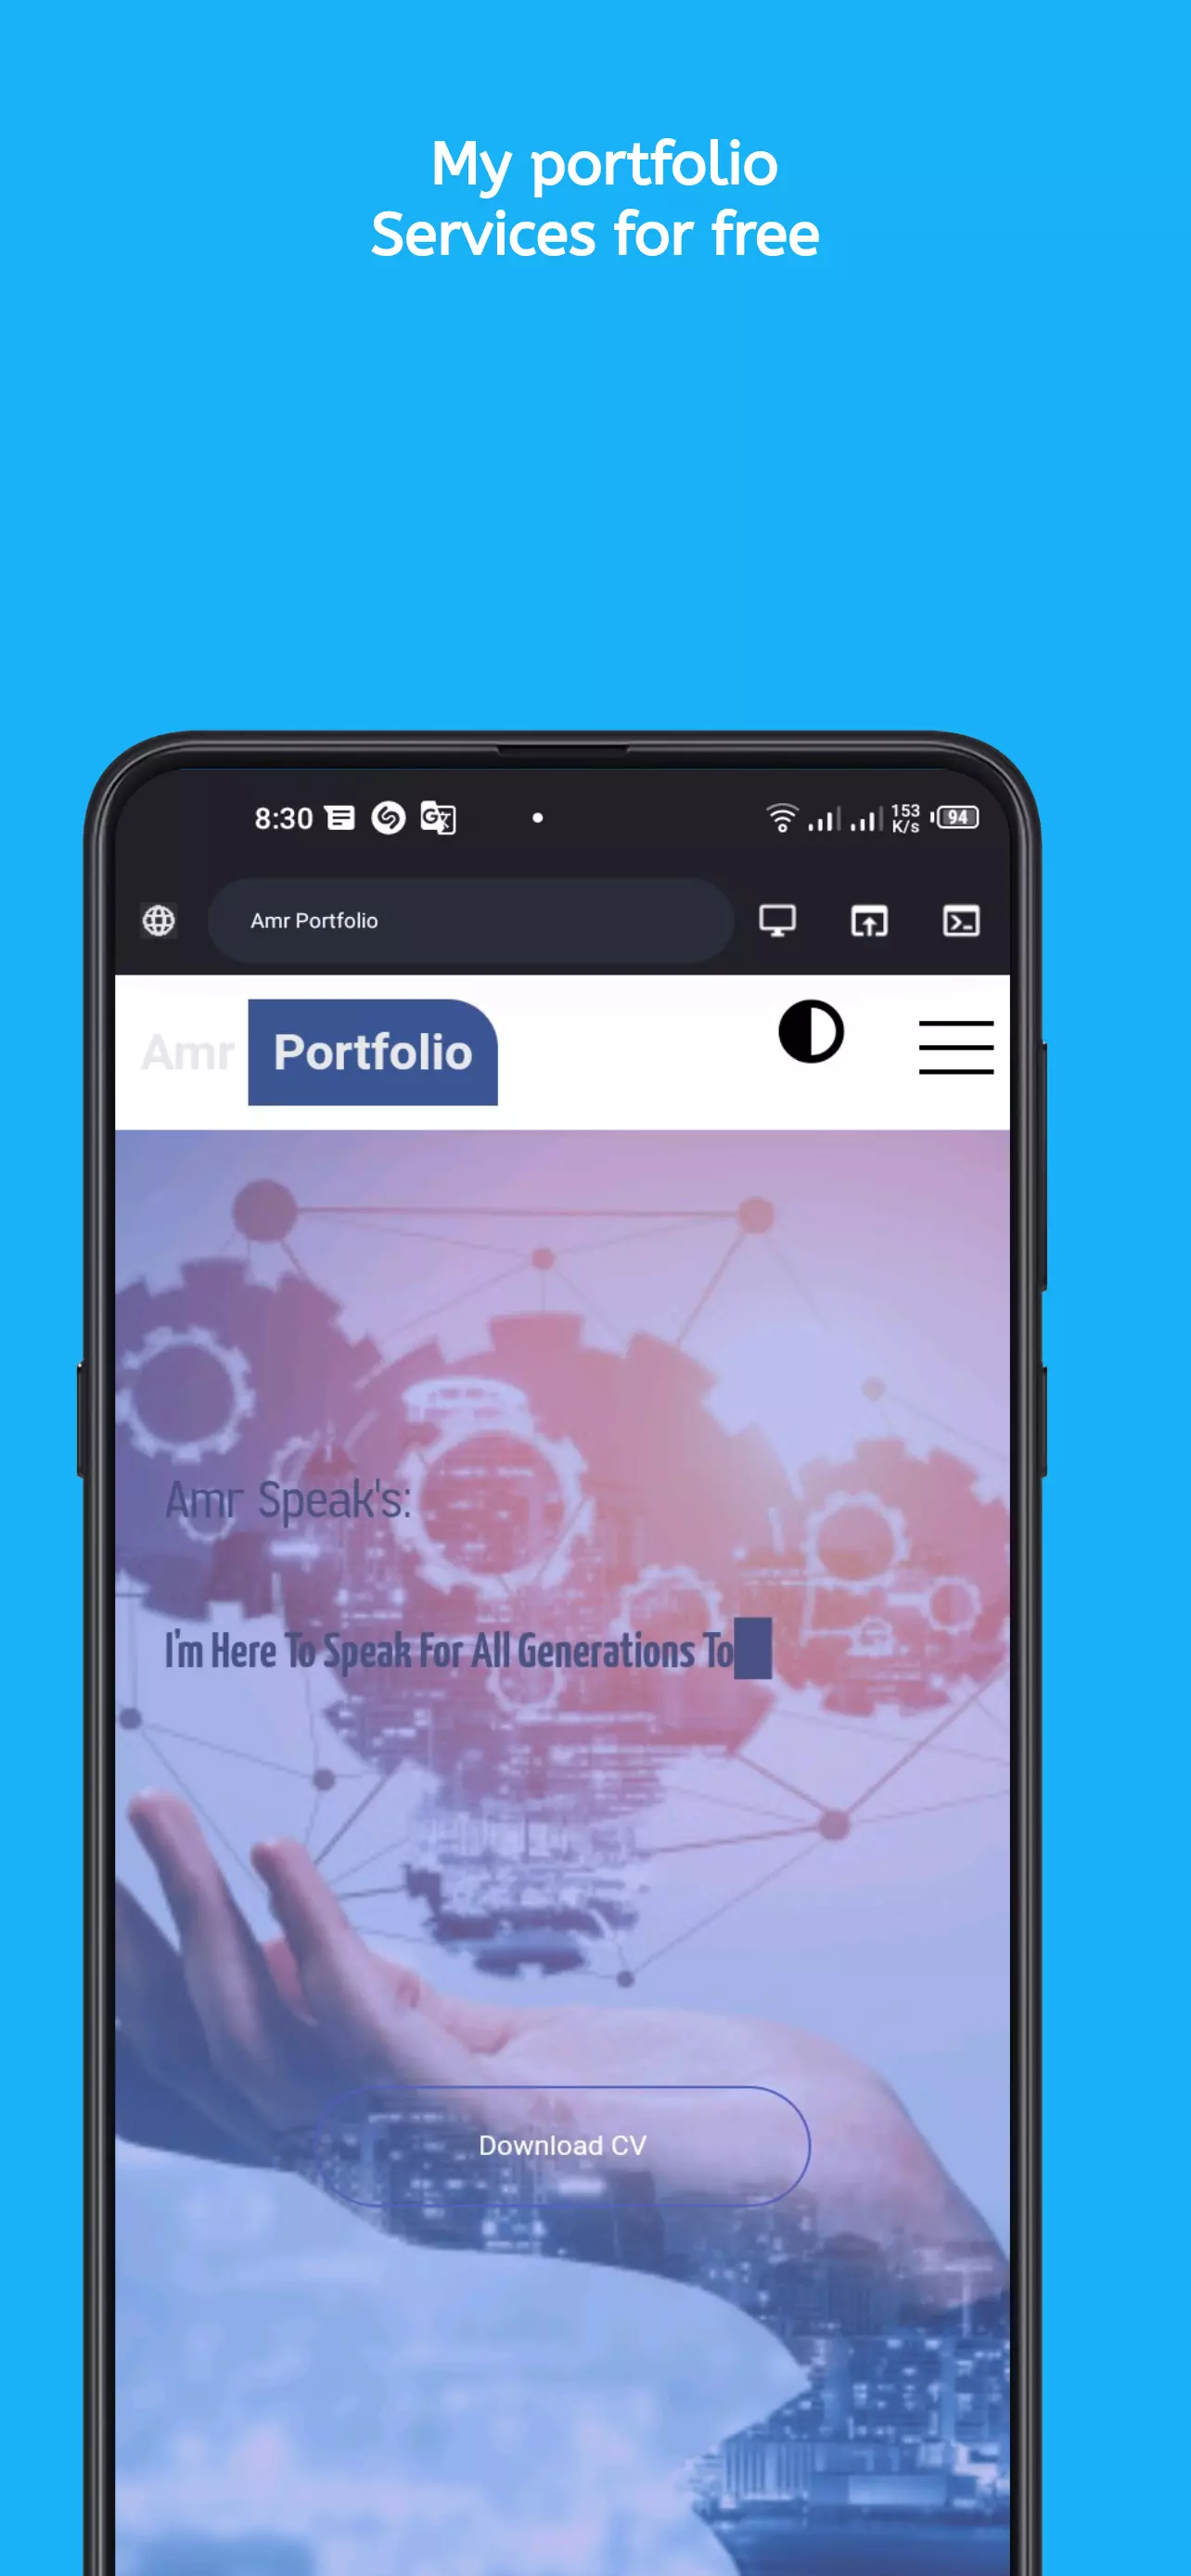 My portfolio
Services for free
8:30
153
K/s
94
Amr Portfolio
Amr Portfolio
Amr Speak's:
I'm Here To Speak For All Generations To
Download CV